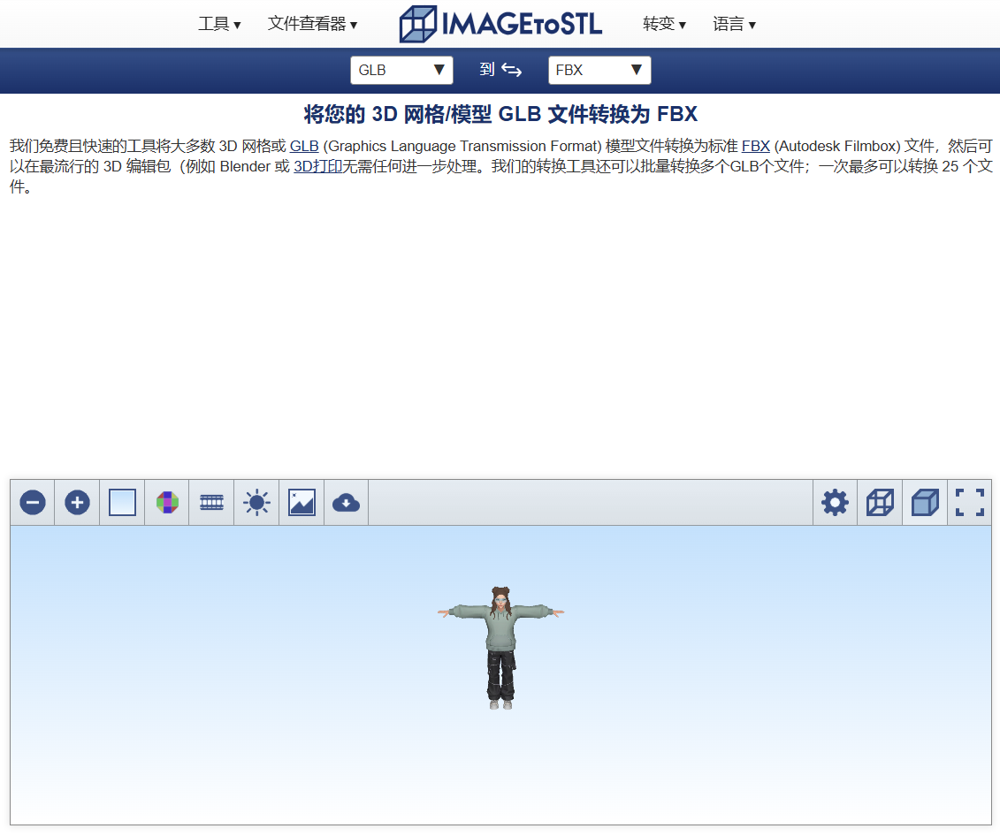 工具 ▾ 文件查看器 ▾ IMAGETOSTL 转变 ▾ 语言 ▾
GLB ▼ 到 FBX ▼
将您的 3D 网格/模型 GLB 文件转换为 FBX
我们免费且快速的工具将大多数 3D 网格或 GLB (Graphics Language Transmission Format) 模型文件转换为标准 FBX (Autodesk Filmbox) 文件，然后可
以在最流行的 3D 编辑包（例如 Blender 或 3D打印无需任何进一步处理。我们的转换工具还可以批量转换多个GLB个文件；一次最多可以转换 25 个文
件。